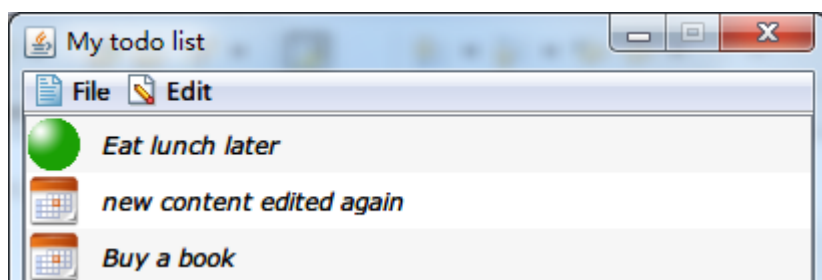 My todo list
File Edit
Eat lunch later
new content edited again
Buy a book